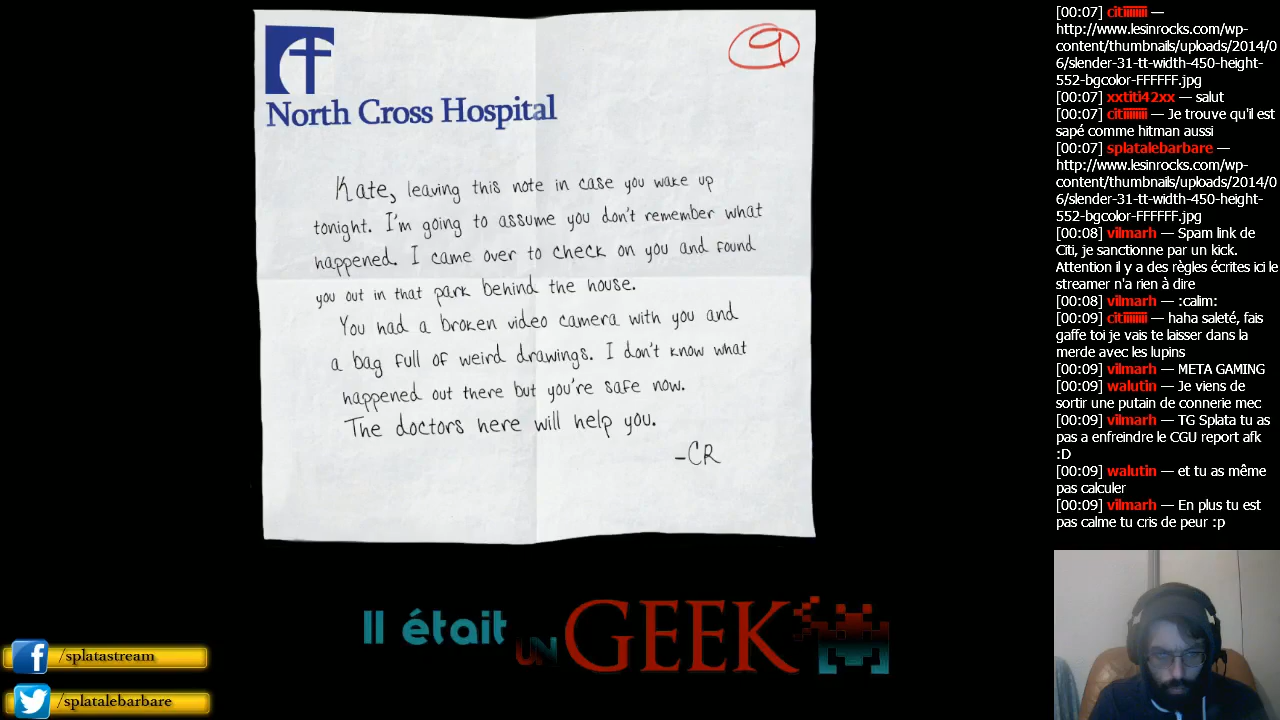 North Cross Hospital
9
Kate, leaving this note in case you wake up
tonight. I'm going to assume you don't remember what
happened. I came over to check on you and found
you out in that park behind the house.
You had a broken video camera with you and
a bag full of weird drawings. I don't know what
happened out there but you're safe now.
The doctors here will help you.
-CR
Il était UN GEEK
/splatastream
/splatalebarbare
[00:07] citiiiiiiii —
http://www.lesinrocks.com/wp-
content/thumbnails/uploads/2014/0
6/slender-31-tt-width-450-height-
552-bgcolor-FFFFFF.jpg
[00:07] xxtiti42xx — salut
[00:07] citiiiiiiii — Je trouve qu'il est
sapé comme hitman aussi
[00:07] splatalebarbare —
http://www.lesinrocks.com/wp-
content/thumbnails/uploads/2014/0
6/slender-31-tt-width-450-height-
552-bgcolor-FFFFFF.jpg
[00:08] vilmarh — Spam link de
Citi, je sanctionne par un kick.
Attention il y a des règles écrites ici le
streamer n'a rien à dire
[00:08] vilmarh — :calim:
[00:09] citiiiiiiii — haha saleté, fais
gaffe toi je vais te laisser dans la
merde avec les lupins
[00:09] vilmarh — META GAMING
[00:09] walutin — Je viens de
sortir une putain de connerie mec
[00:09] vilmarh — TG Splata tu as
pas a enfreindre le CGU report afk
:D
[00:09] walutin — et tu as même
pas calculer
[00:09] vilmarh — En plus tu est
pas calme tu cris de peur :p